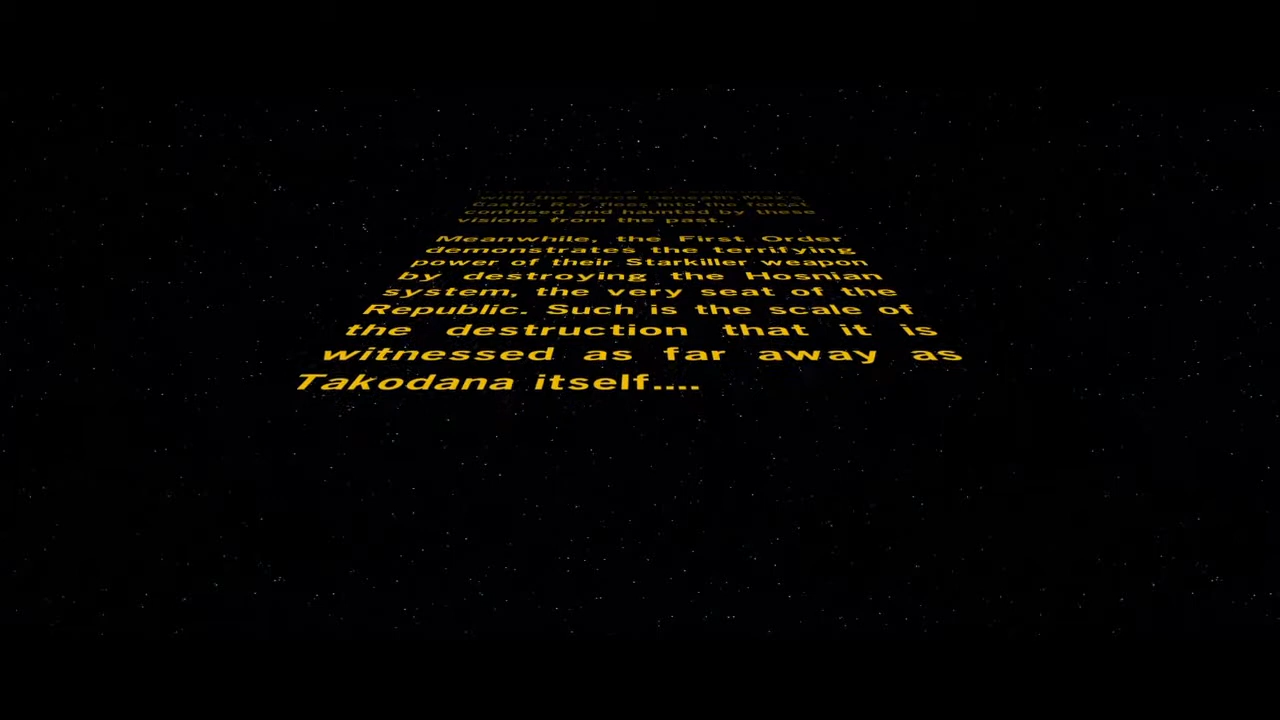 with the Force beneath Maz's
Castle, Rey flees into the forest
confused and haunted by these
visions from the past.
Meanwhile, the First Order
demonstrates the terrifying
power of their Starkiller weapon
by destroying the Hosnian
system, the very seat of the
Republic. Such is the scale of
the destruction that it is
witnessed as far away as
Takodana itself....